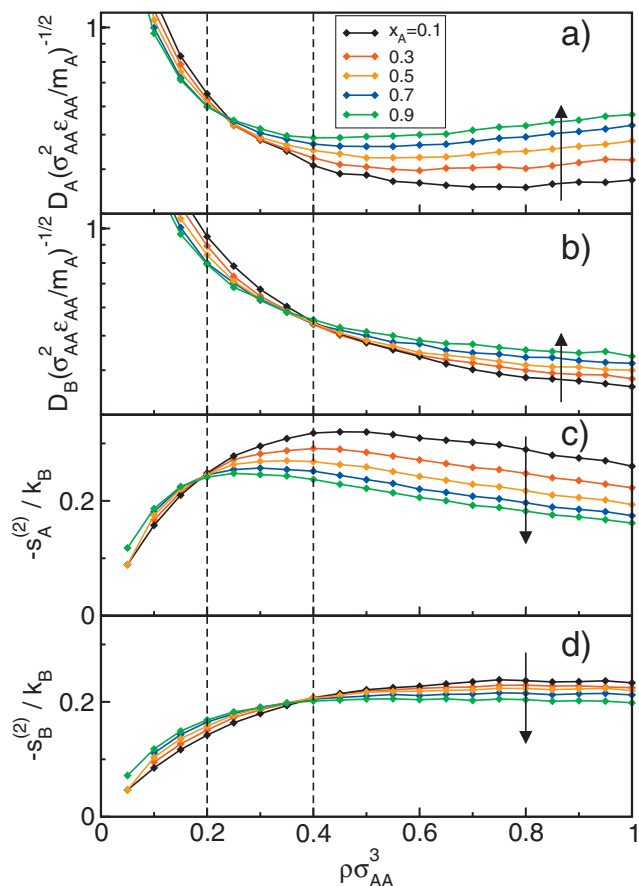 1
a)
x_A=0.1
0.3
0.5
0.7
0.9
D_A(σ²_AA ε_AA/m_A)^-1/2
1
b)
D_B(σ²_AA ε_AA/m_A)^-1/2
c)
0.2
0
-s_A^(2) / k_B
d)
0.2
0
-s_B^(2) / k_B
0 0.2 0.4 0.6 0.8 1
ρσ³_AA